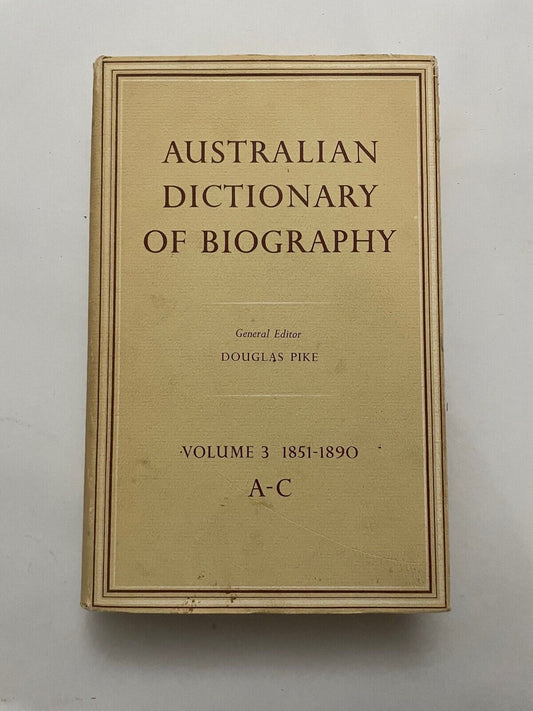 AUSTRALIAN
DICTIONARY
OF BIOGRAPHY
General Editor
DOUGLAS PIKE
VOLUME 3 1851-1890
A-C